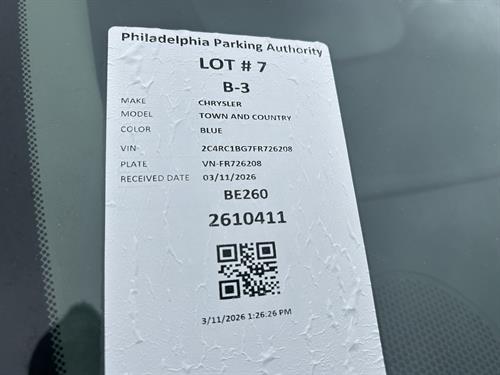 Philadelphia Parking Authority
LOT # 7
B-3
MAKE CHRYSLER
MODEL TOWN AND COUNTRY
COLOR BLUE
VIN 2C4RC1BG7FR726208
PLATE VN-FR726208
RECEIVED DATE 03/11/2026
BE260
2610411
3/11/2026 1:26:26 PM